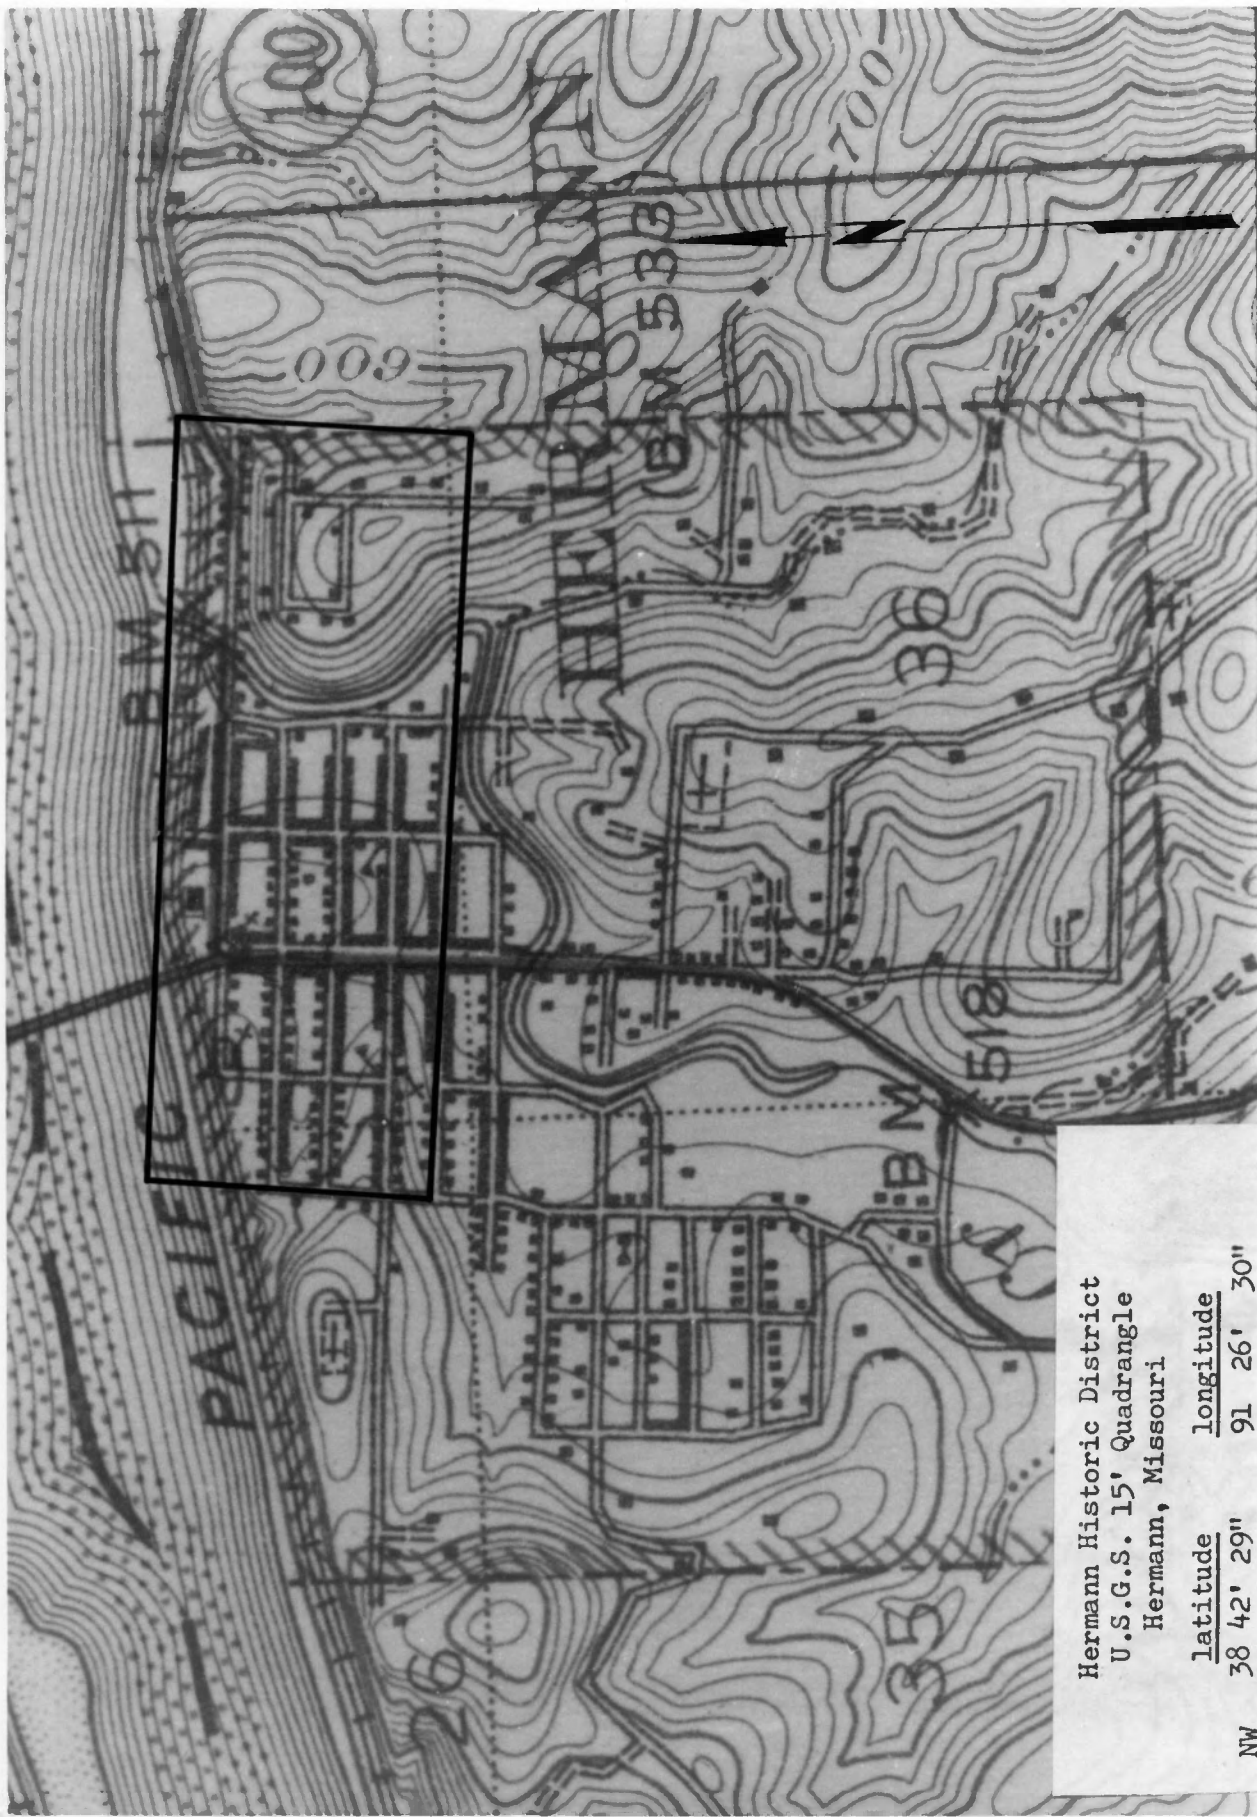 100
700
600
HERMANN
(BM 533)
BM 511
PACIFIC
36
BM
518
26
35
Hermann Historic District
U.S.G.S. 15' Quadrangle
Hermann, Missouri
latitude longitude
NW 38 42' 29" 91 26' 30"